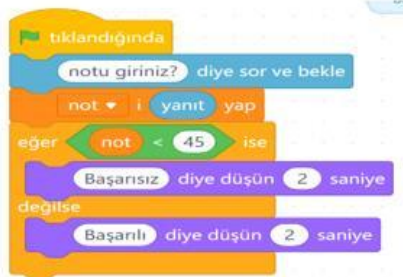 tıklandığında
notu giriniz? diye sor ve bekle
not i yanıt yap
eğer not < 45 ise
Başarısız diye düşün 2 saniye
değilse
Başarılı diye düşün 2 saniye